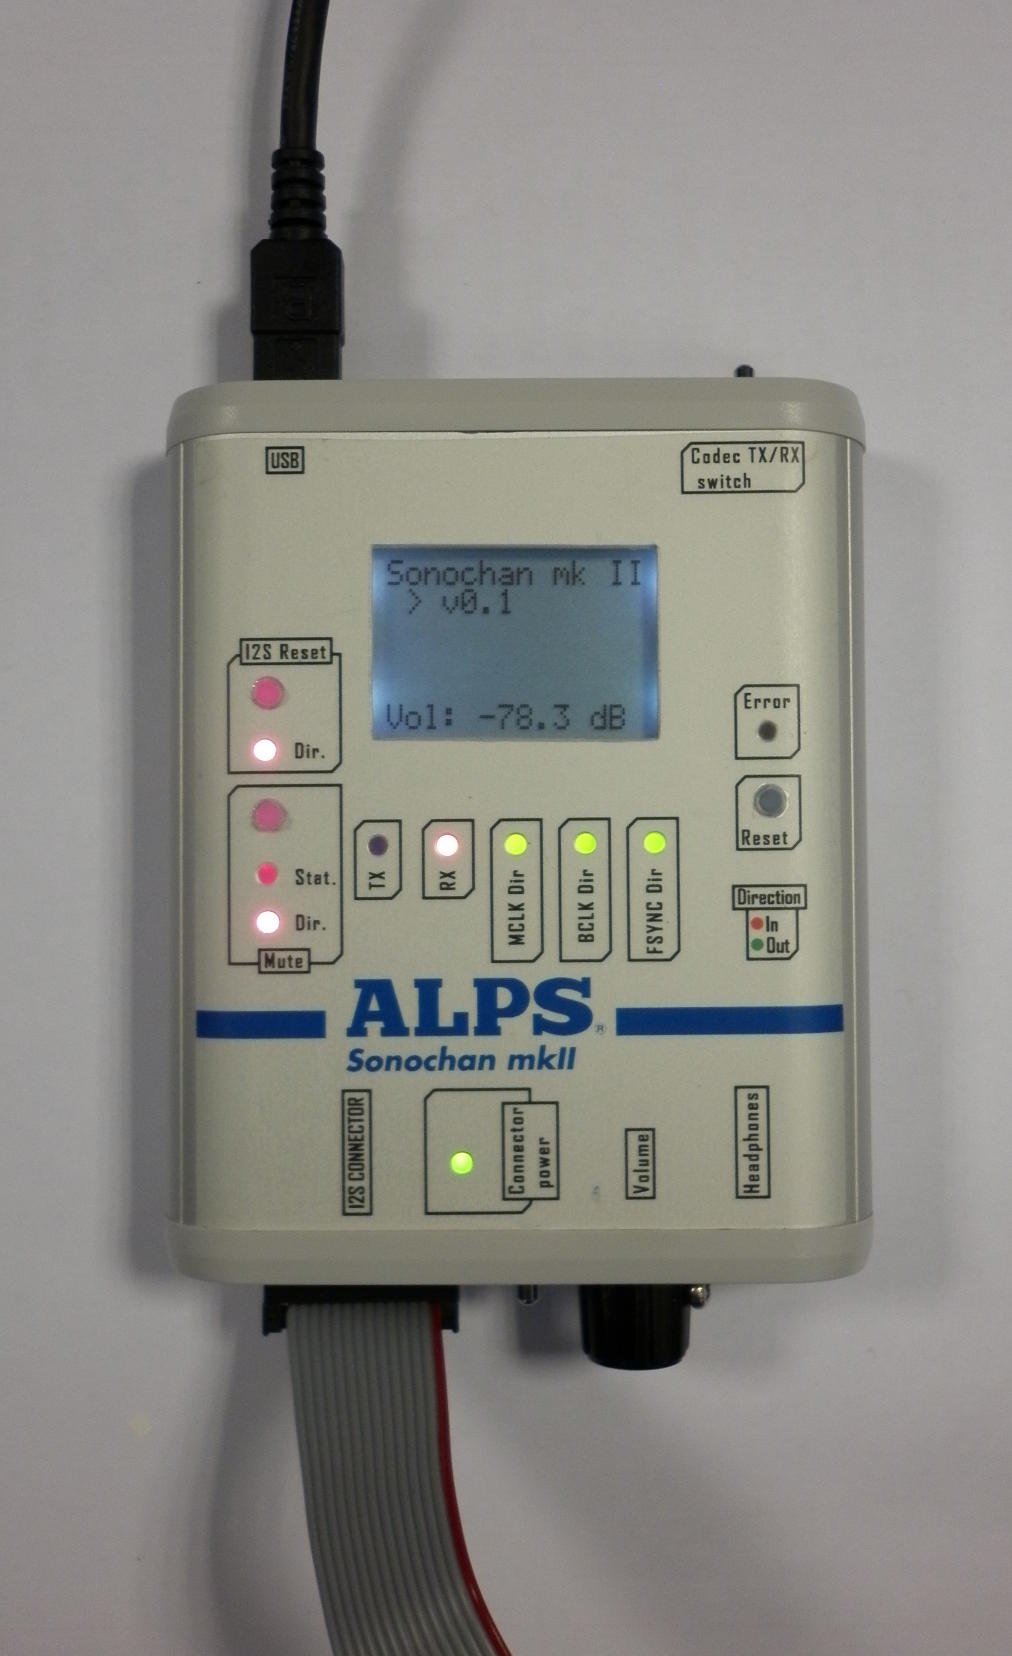 USB
Codec TX/RX
switch
Sonochan mk II
> v0.1
Vol: -78.3 dB
I2S Reset
Dir.
Stat.
Dir.
Mute
TX
RX
MCLK Dir
BCLK Dir
FSYNC Dir
Error
Reset
Direction
In
Out
ALPS®
Sonochan mkII
I2S CONNECTOR
Connector
power
Volume
Headphones